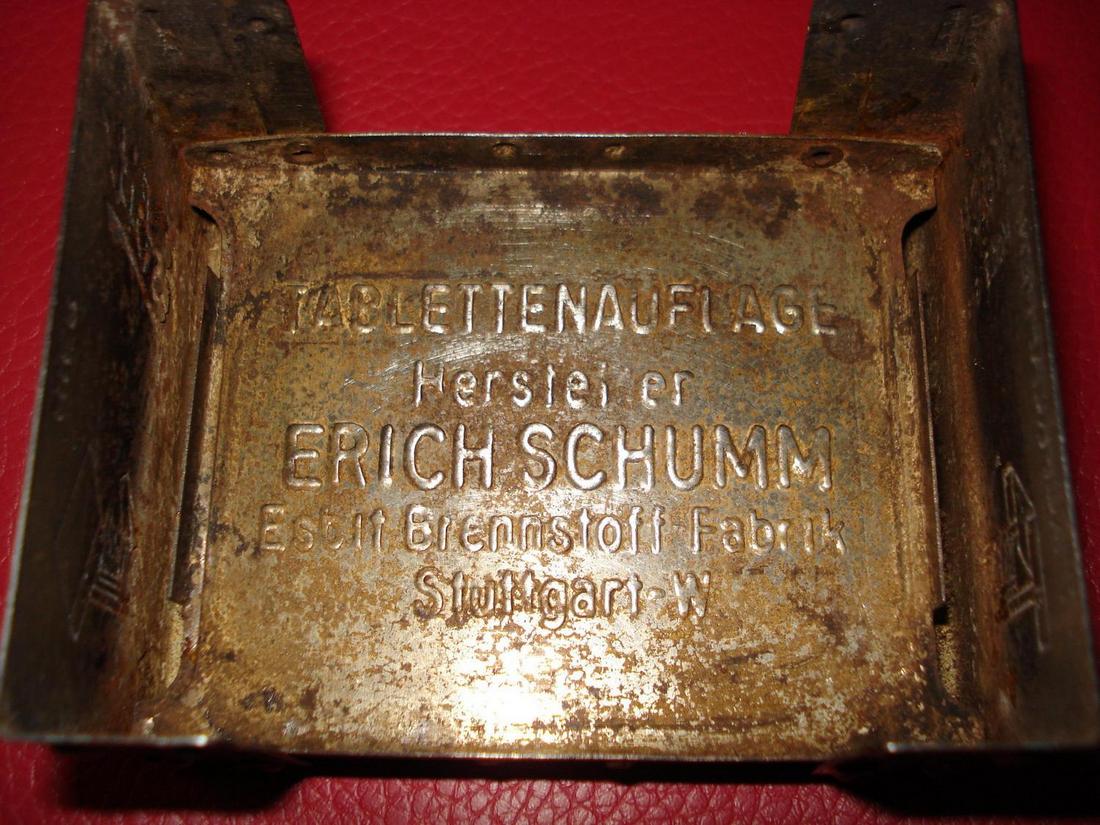 TABLETTENAUFLAGE
Hersteller
ERICH SCHUMM
Esbit Brennstoff-Fabrik
Stuttgart-W